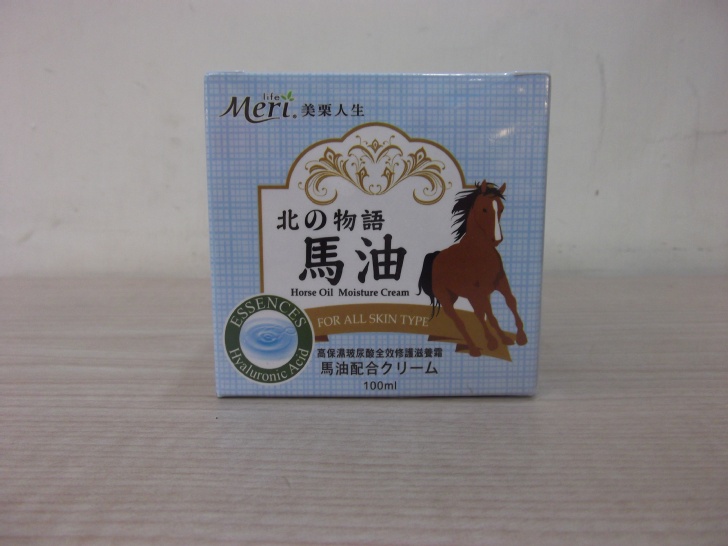 life
Meri. 美栗人生
北の物語
馬油
Horse Oil Moisture Cream
FOR ALL SKIN TYPE
ESSENCES
Hyaluronic Acid
高保濕玻尿酸全效修護滋養霜
馬油配合クリーム
100ml